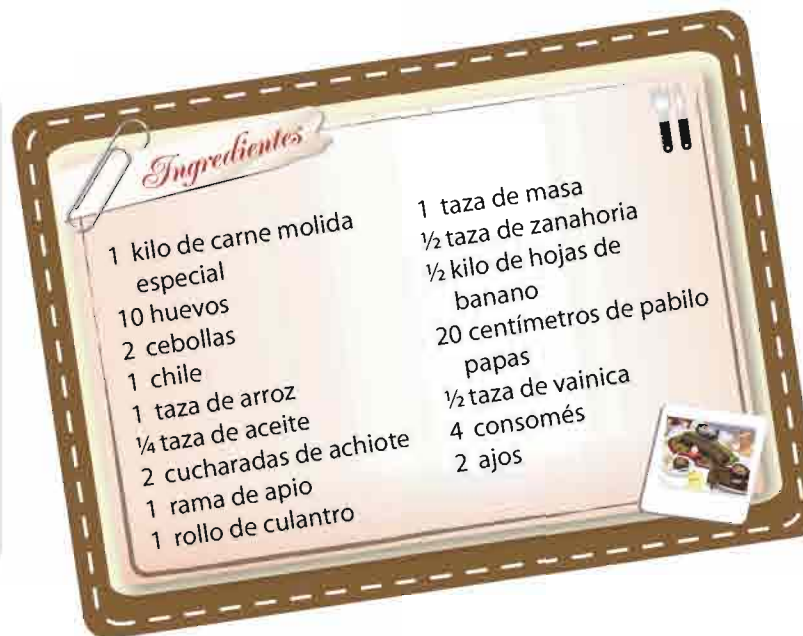 Ingredientes
1 kilo de carne molida
especial
10 huevos
2 cebollas
1 chile
1 taza de arroz
¼ taza de aceite
2 cucharadas de achiote
1 rama de apio
1 rollo de culantro
1 taza de masa
½ taza de zanahoria
½ kilo de hojas de
banano
20 centímetros de pabilo
papas
½ taza de vainica
4 consomés
2 ajos